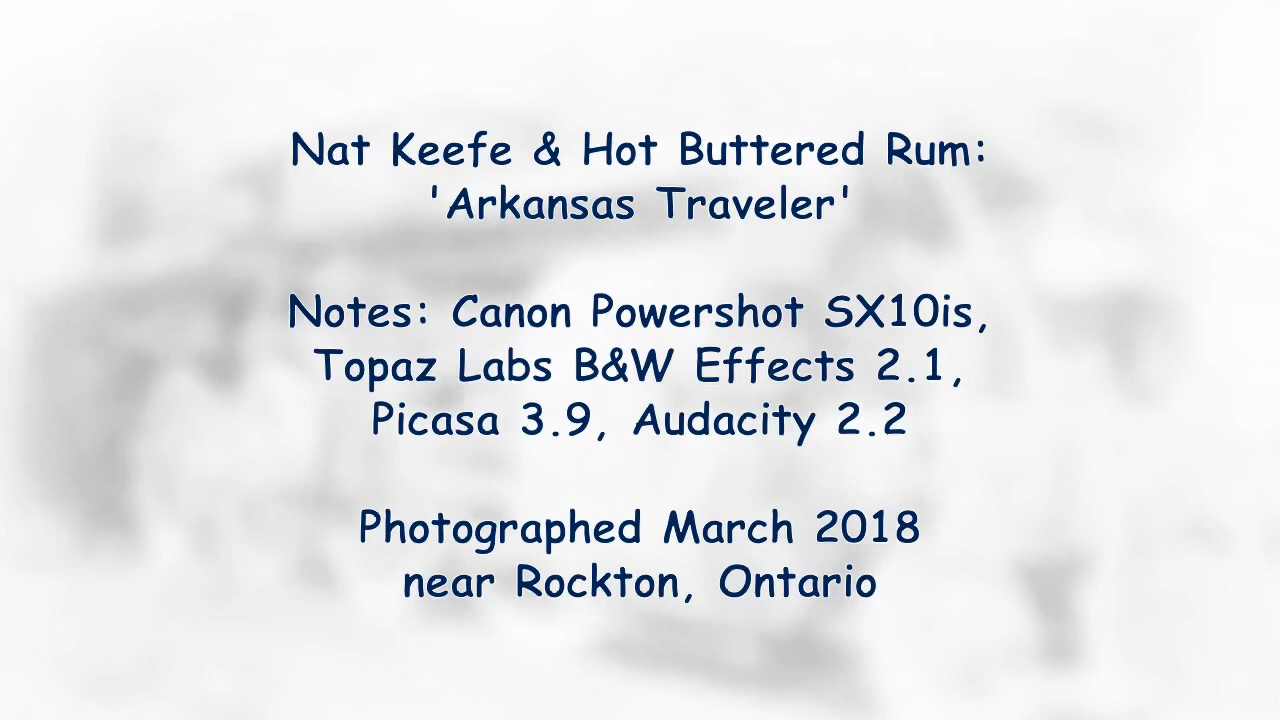 Nat Keefe & Hot Buttered Rum:
'Arkansas Traveler'
Notes: Canon Powershot SX10is,
Topaz Labs B&W Effects 2.1,
Picasa 3.9, Audacity 2.2
Photographed March 2018
near Rockton, Ontario